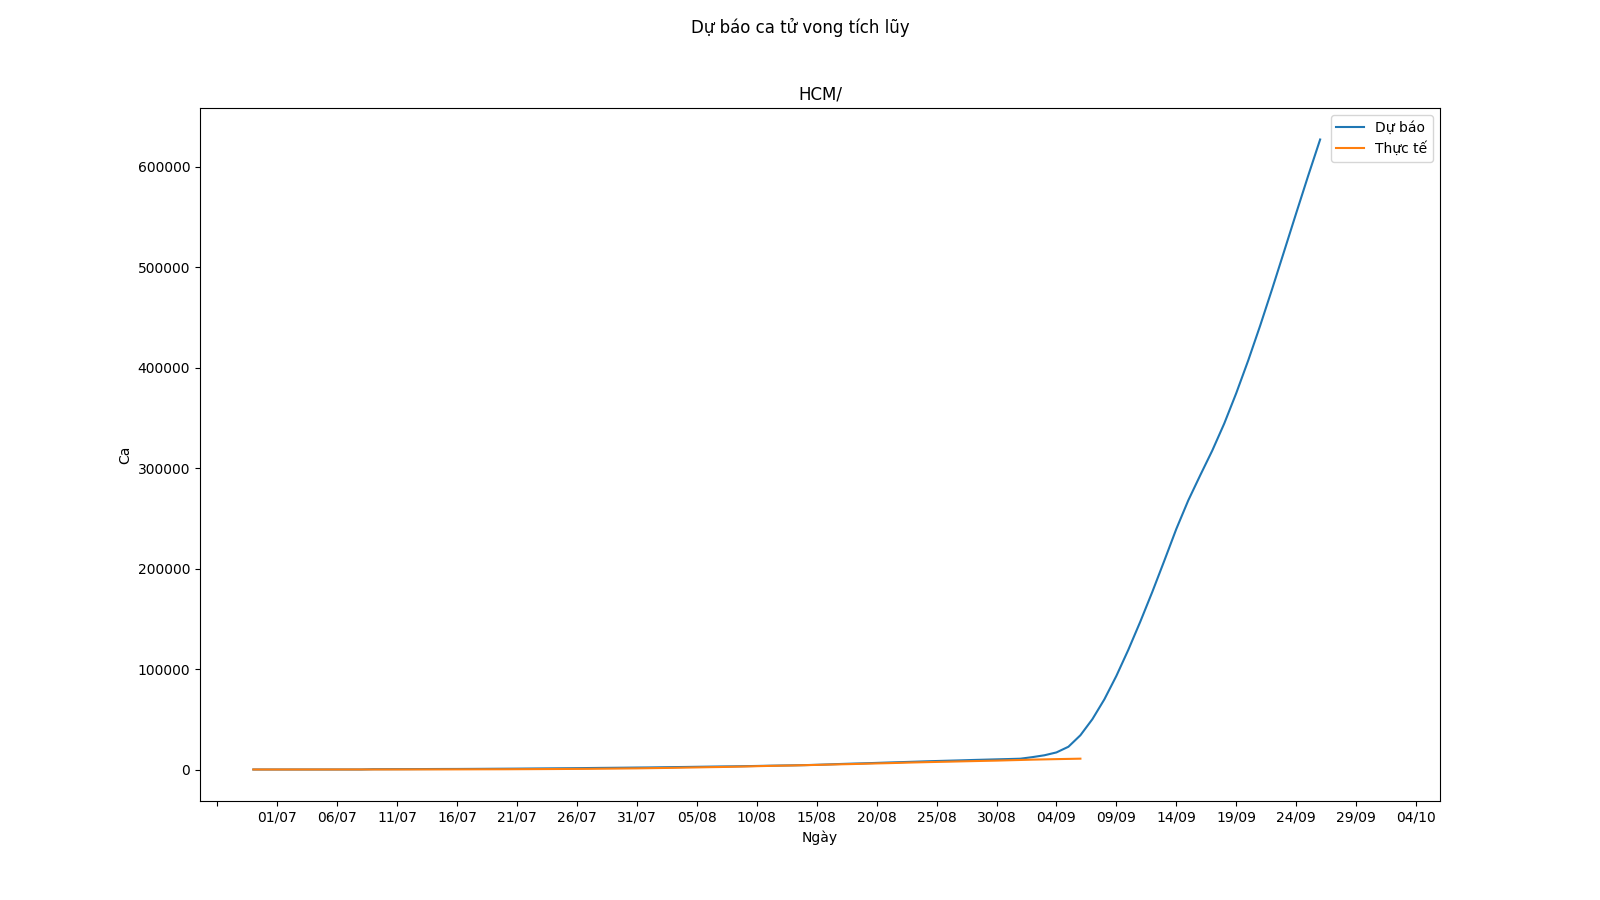 Dự báo ca tử vong tích lũy
HCM/
Dự báo
Thực tế
600000
500000
400000
300000
200000
100000
0
Ca
01/07 06/07 11/07 16/07 21/07 26/07 31/07 05/08 10/08 15/08 20/08 25/08 30/08 04/09 09/09 14/09 19/09 24/09 29/09 04/10
Ngày